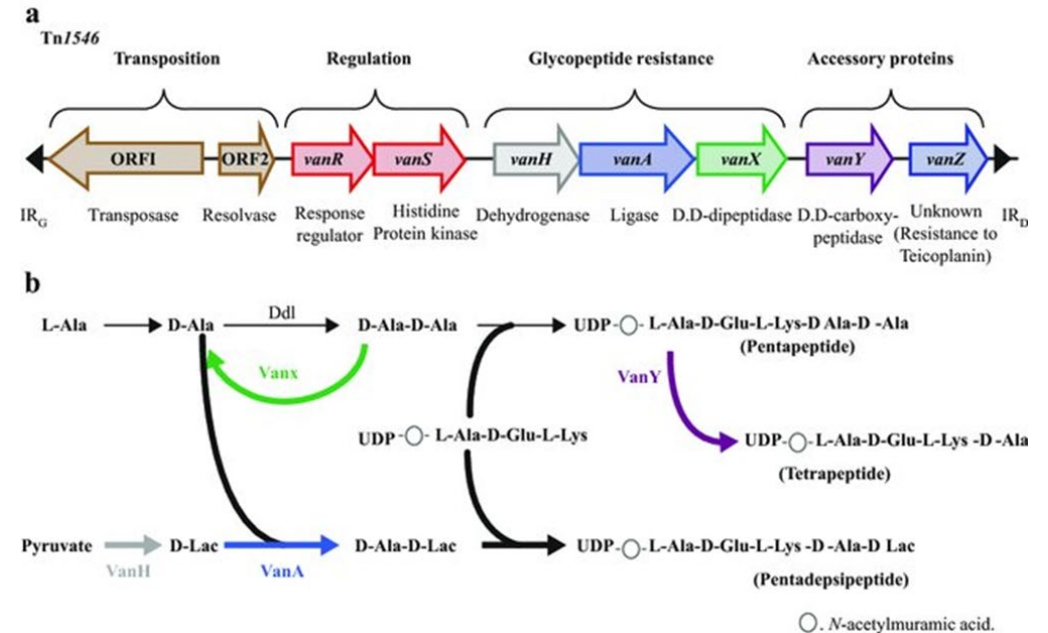 a
Tn1546
Transposition Regulation Glycopeptide resistance Accessory proteins
ORFI ORF2 vanR vanS vanH vanA vanX vanY vanZ
IRG Transposase Resolvase Response regulator Histidine Protein kinase Dehydrogenase Ligase D.D-dipeptidase D.D-carboxy-peptidase Unknown (Resistance to Teicoplanin) IRD
b
L-Ala D-Ala Ddl D-Ala-D-Ala UDP- -L-Ala-D-Glu-L-Lys-D Ala-D -Ala
(Pentapeptide)
Vanx VanY
UDP- -L-Ala-D-Glu-L-Lys
UDP- -L-Ala-D-Glu-L-Lys -D -Ala
(Tetrapeptide)
Pyruvate D-Lac D-Ala-D-Lac UDP- -L-Ala-D-Glu-L-Lys -D -Ala-D Lac
VanH VanA
(Pentadepsipeptide)
. N-acetylmuramic acid.